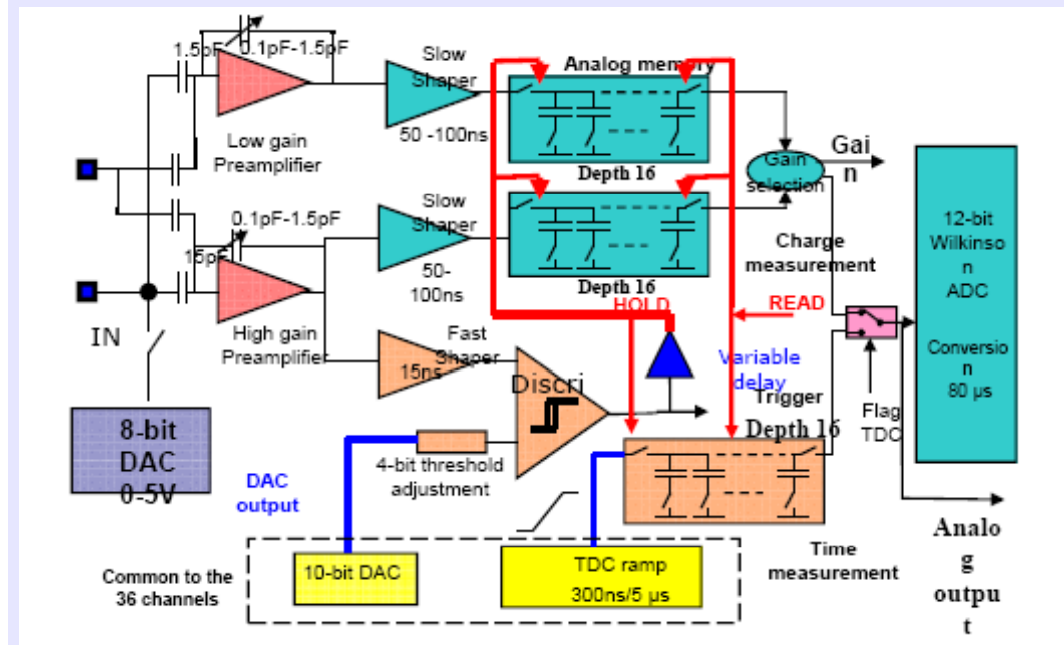 1.5pF
0.1pF-1.5pF
Slow
Shaper
50 -100ns
Analog memory
Depth 16
Low gain
Preamplifier
Gai
n
Gain
selection
0.1pF-1.5pF
15pF
Slow
Shaper
50-
100ns
Depth 16
12-bit
Wilkinso
n
ADC
Conversio
n
80 µs
Charge
measurement
HOLD
READ
IN
High gain
Preamplifier
Fast
Shaper
15ns
Discri
Variable
delay
Trigger
Depth 16
Flag
TDC
8-bit
DAC
0-5V
DAC
output
4-bit threshold
adjustment
Common to the
36 channels
10-bit DAC
TDC ramp
300ns/5 µs
Time
measurement
Analo
g
outpu
t